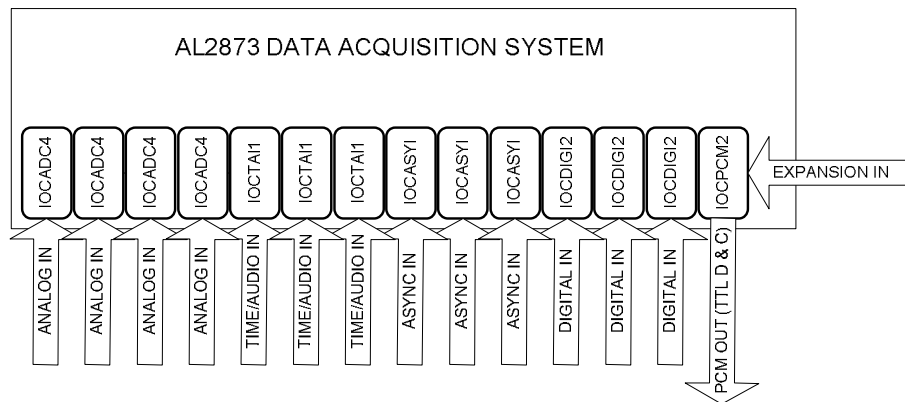 AL2873 DATA ACQUISITION SYSTEM
IOCADC4
IOCADC4
IOCADC4
IOCADC4
IOCTAI1
IOCTAI1
IOCTAI1
IOCASYI
IOCASYI
IOCASYI
IOCDIGI2
IOCDIGI2
IOCDIGI2
IOCPCM2
EXPANSION IN
ANALOG IN
ANALOG IN
ANALOG IN
ANALOG IN
TIME/AUDIO IN
TIME/AUDIO IN
TIME/AUDIO IN
ASYNC IN
ASYNC IN
ASYNC IN
DIGITAL IN
DIGITAL IN
DIGITAL IN
PCM OUT (TTL D & C)